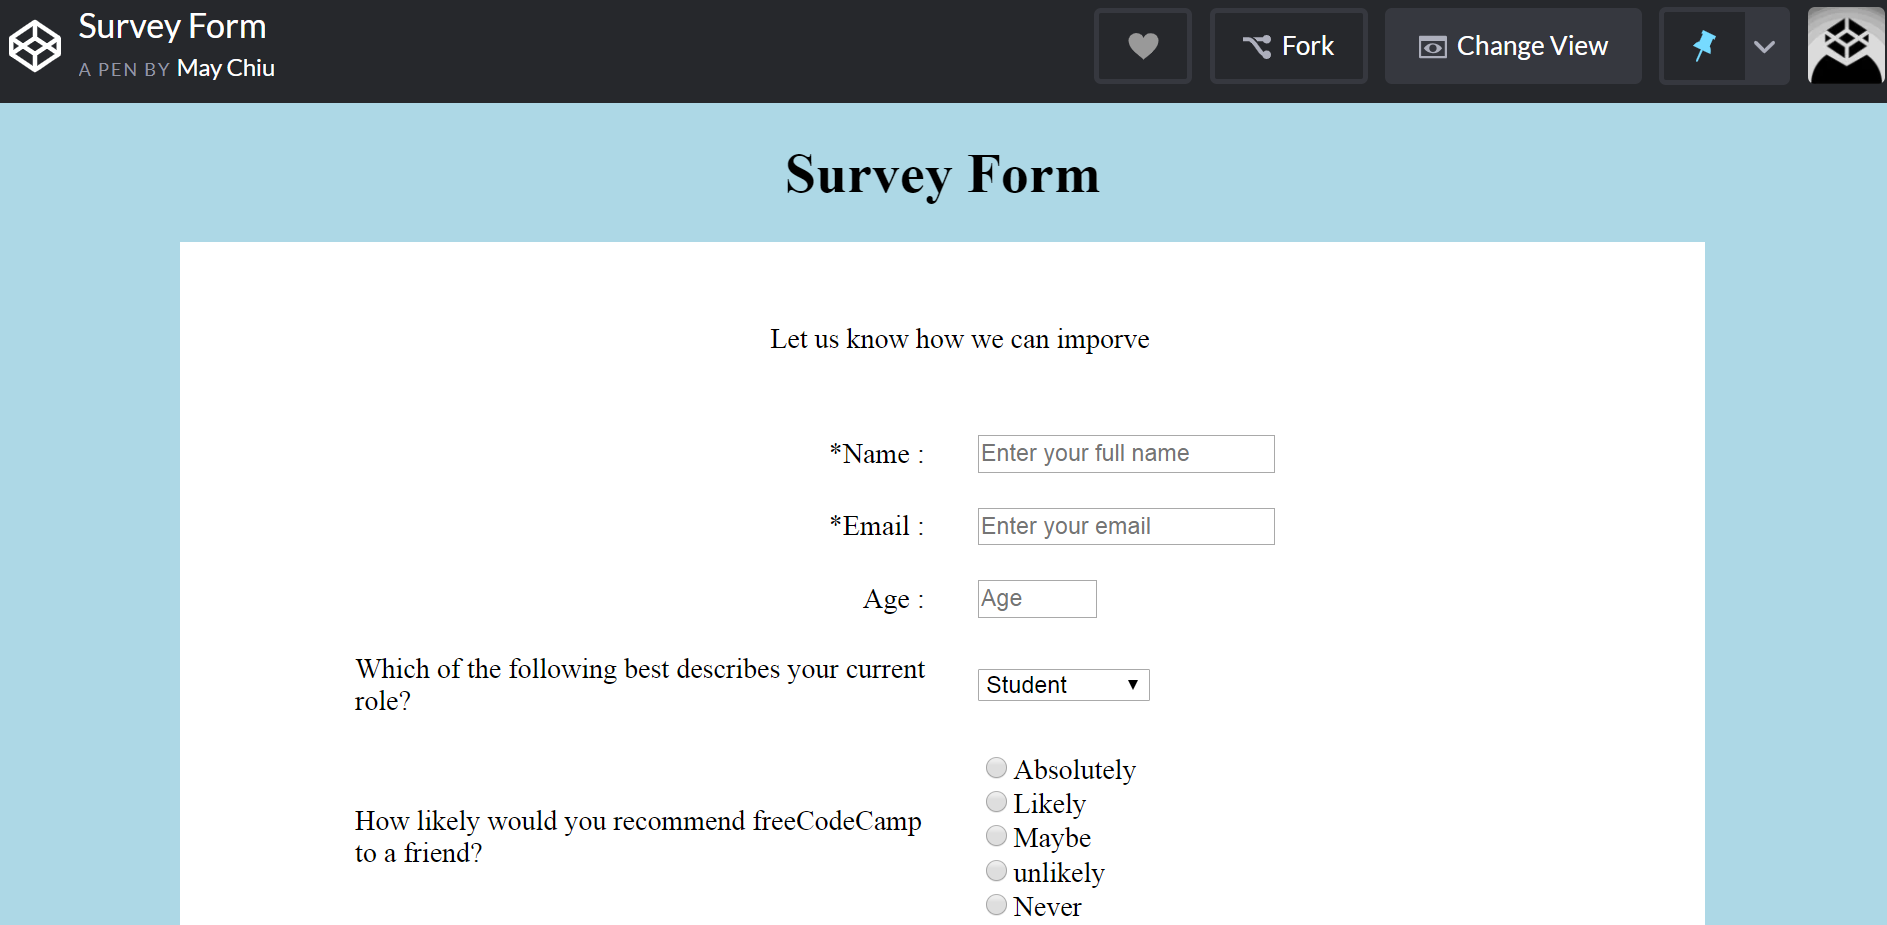 Survey Form
A PEN BY May Chiu
Fork
Change View
Survey Form
Let us know how we can imporve
*Name :
Enter your full name
*Email :
Enter your email
Age :
Age
Which of the following best describes your current
role?
Student
How likely would you recommend freeCodeCamp
to a friend?
Absolutely
Likely
Maybe
unlikely
Never